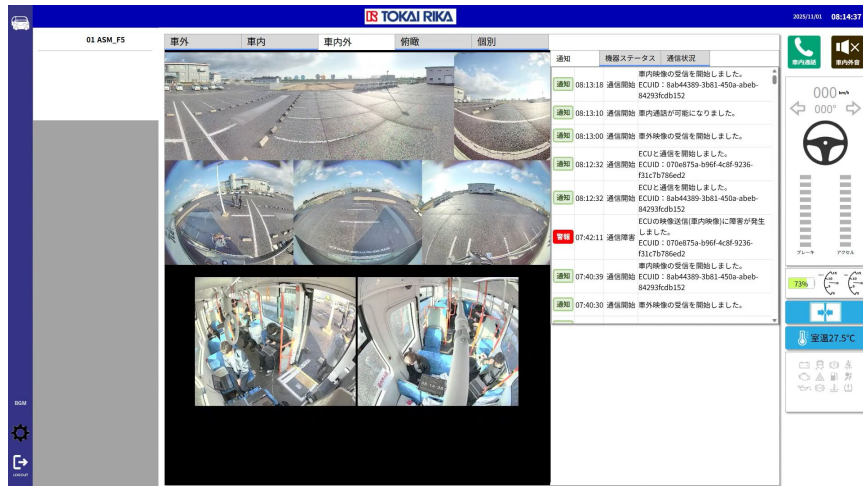 TOKAI RIKA
2025/11/01 08:14:37
01 ASM_F5
車外 車内 車内外 俯瞰 個別
通知 機器ステータス 通信状況
車内通話 車内外音
通知 08:13:18 通信開始 車内映像の受信を開始しました。
ECUID：8ab44389-3b81-450a-abeb-
84293fcdb152
通知 08:13:10 通信開始 車内通話が可能になりました。
通知 08:13:00 通信開始 車外映像の受信を開始しました。
通知 08:12:32 通信開始 ECUと通信を開始しました。
ECUID：070e875a-b96f-4c8f-9236-
f31c7b786ed2
通知 08:12:32 通信開始 ECUと通信を開始しました。
ECUID：8ab44389-3b81-450a-abeb-
84293fcdb152
警報 07:42:11 通信障害 ECUの映像送信(車内映像)に障害が発生
しました。
ECUID：070e875a-b96f-4c8f-9236-
f31c7b786ed2
通知 07:40:39 通信開始 車内映像の受信を開始しました。
ECUID：8ab44389-3b81-450a-abeb-
84293fcdb152
通知 07:40:30 通信開始 車外映像の受信を開始しました。
000 km/h
000°
ブレーキ アクセル
73%
室温27.5°C
BGM
LOGOUT